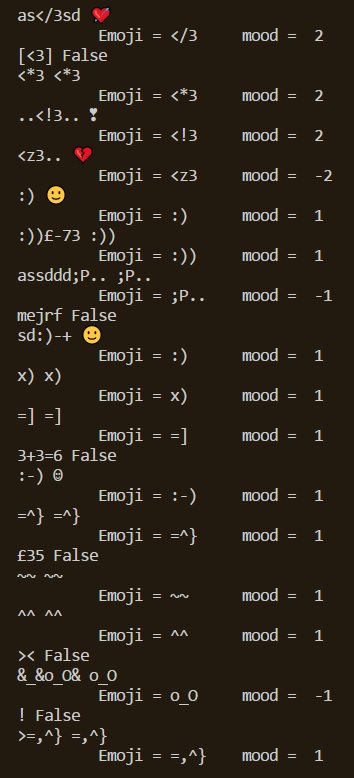 as</3sd 💘
Emoji = </3 mood = 2
[<3] False
<*3 <*3
Emoji = <*3 mood = 2
..<!3.. ❣
Emoji = <!3 mood = 2
<z3.. 💔
Emoji = <z3 mood = -2
:) 🙂
Emoji = :) mood = 1
:))£-73 :))
Emoji = :)) mood = 1
assddd;P.. ;P..
Emoji = ;P.. mood = -1
mejrf False
sd:)-+ 🙂
Emoji = :) mood = 1
x) x)
Emoji = x) mood = 1
=] =]
Emoji = =] mood = 1
3+3=6 False
:-)
Emoji = :-) mood = 1
=^} =^}
Emoji = =^} mood = 1
£35 False
~~ ~~
Emoji = ~~ mood = 1
^^ ^^
Emoji = ^^ mood = 1
>< False
&_&o_O& o_O
Emoji = o_O mood = -1
! False
>=,^} =,^}
Emoji = =,^} mood = 1